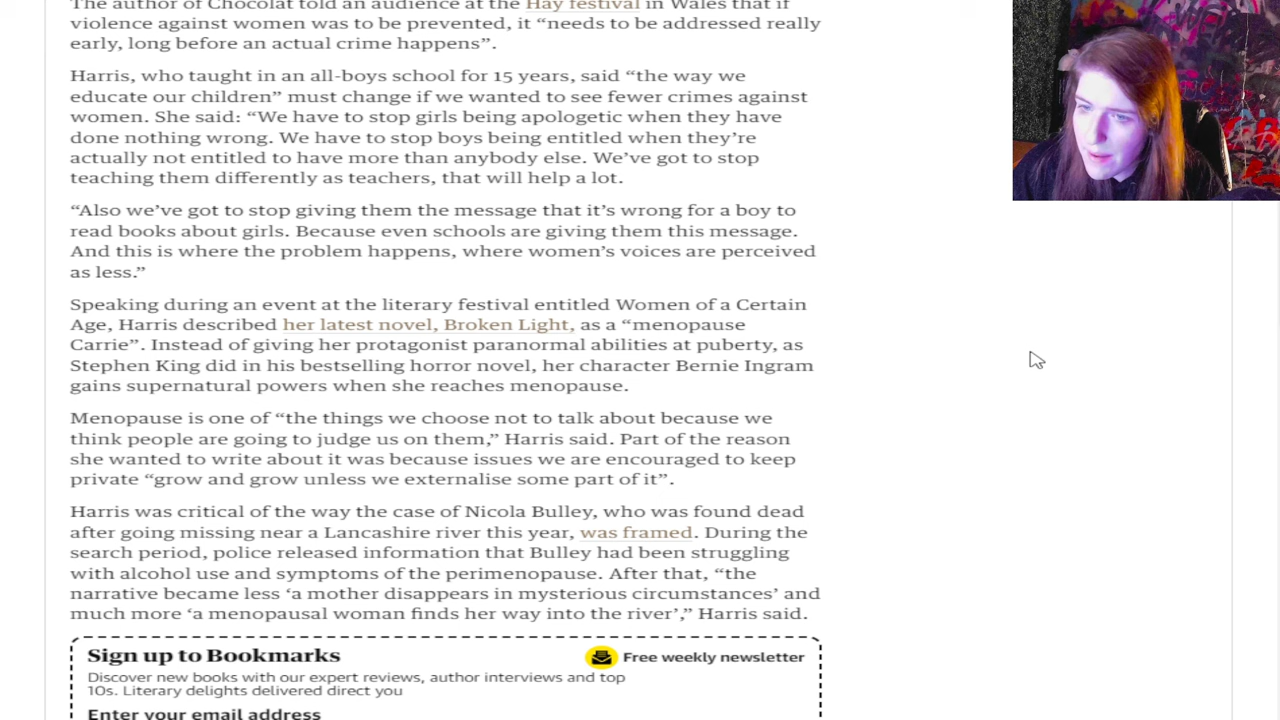 The author of Chocolat told an audience at the Hay festival in Wales that if
violence against women was to be prevented, it “needs to be addressed really
early, long before an actual crime happens”.
Harris, who taught in an all-boys school for 15 years, said “the way we
educate our children” must change if we wanted to see fewer crimes against
women. She said: “We have to stop girls being apologetic when they have
done nothing wrong. We have to stop boys being entitled when they’re
actually not entitled to have more than anybody else. We’ve got to stop
teaching them differently as teachers, that will help a lot.
“Also we’ve got to stop giving them the message that it’s wrong for a boy to
read books about girls. Because even schools are giving them this message.
And this is where the problem happens, where women’s voices are perceived
as less.”
Speaking during an event at the literary festival entitled Women of a Certain
Age, Harris described her latest novel, Broken Light, as a “menopause
Carrie”. Instead of giving her protagonist paranormal abilities at puberty, as
Stephen King did in his bestselling horror novel, her character Bernie Ingram
gains supernatural powers when she reaches menopause.
Menopause is one of “the things we choose not to talk about because we
think people are going to judge us on them,” Harris said. Part of the reason
she wanted to write about it was because issues we are encouraged to keep
private “grow and grow unless we externalise some part of it”.
Harris was critical of the way the case of Nicola Bulley, who was found dead
after going missing near a Lancashire river this year, was framed. During the
search period, police released information that Bulley had been struggling
with alcohol use and symptoms of the perimenopause. After that, “the
narrative became less ‘a mother disappears in mysterious circumstances’ and
much more ‘a menopausal woman finds her way into the river’,” Harris said.
Sign up to Bookmarks
Free weekly newsletter
Discover new books with our expert reviews, author interviews and top
10s. Literary delights delivered direct you
Enter your email address